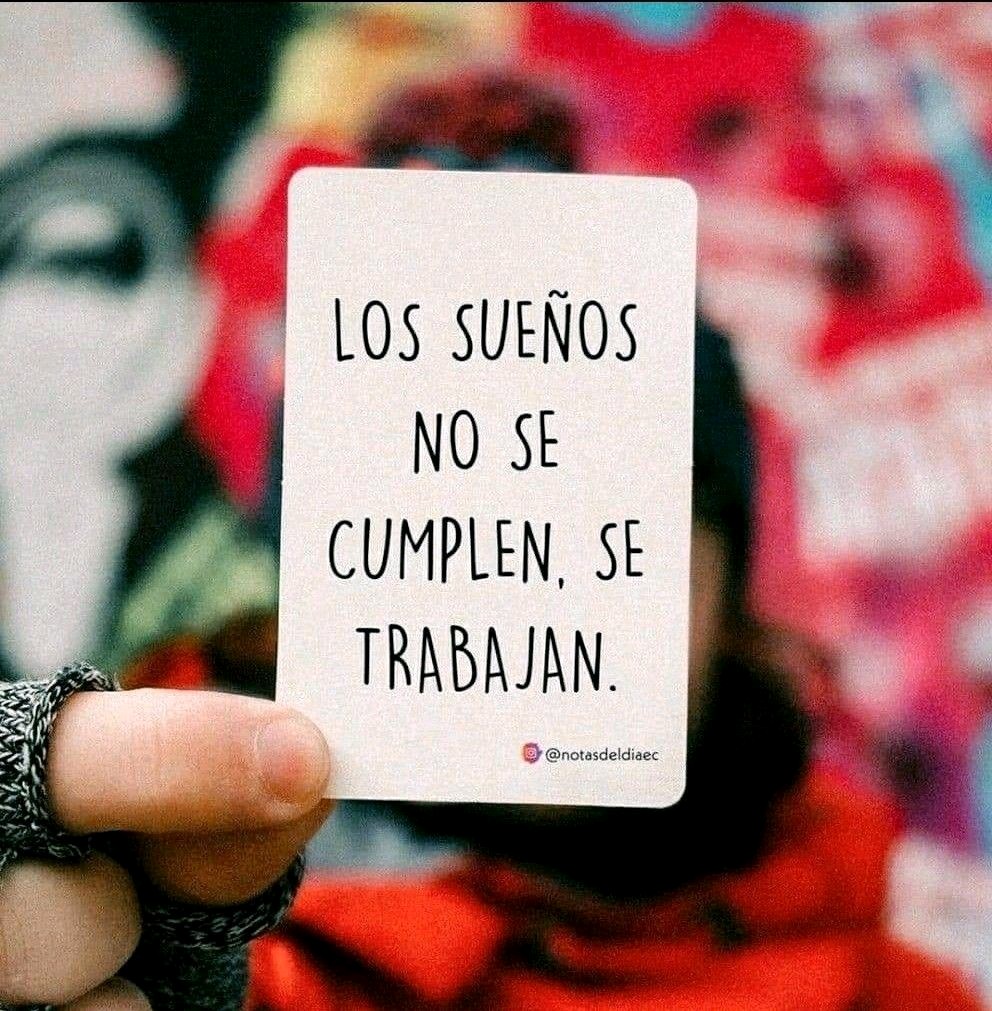 LOS SUEÑOS
NO SE
CUMPLEN, SE
TRABAJAN.
@notasdeldiaec